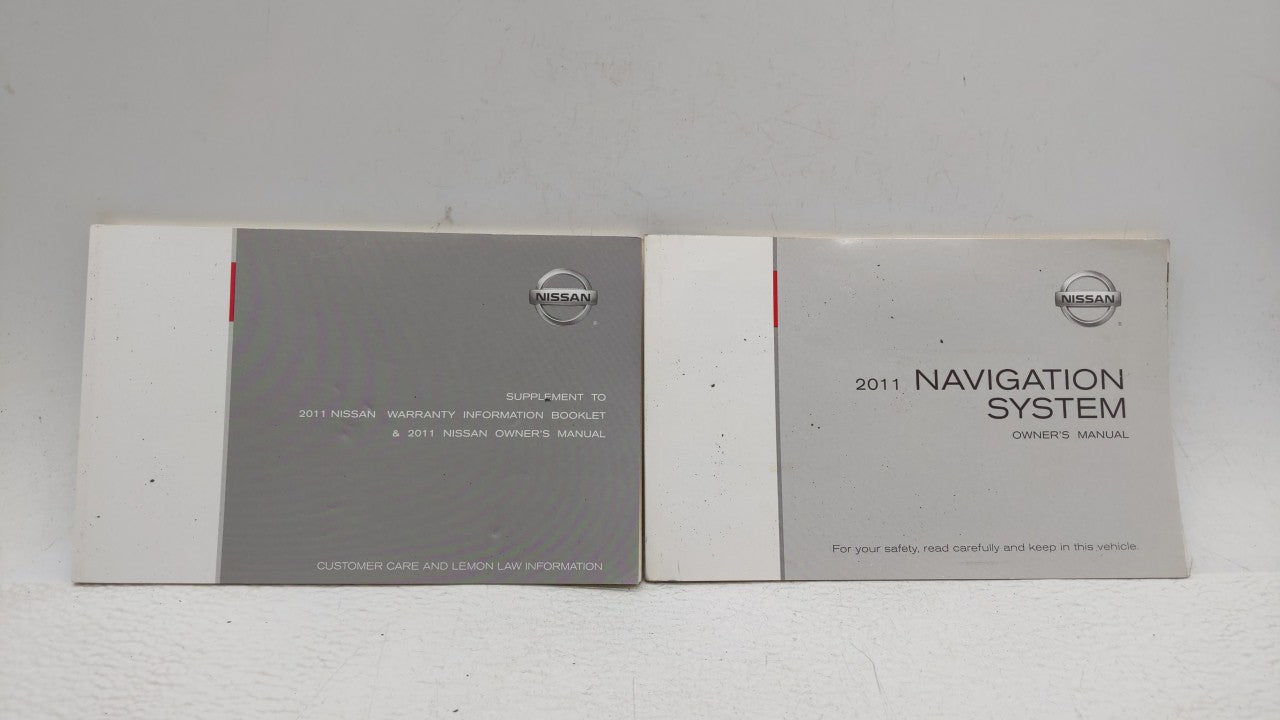 NISSAN
SUPPLEMENT TO
2011 NISSAN WARRANTY INFORMATION BOOKLET
& 2011 NISSAN OWNER'S MANUAL
CUSTOMER CARE AND LEMON LAW INFORMATION
NISSAN
2011 NAVIGATION
SYSTEM
OWNER'S MANUAL
For your safety, read carefully and keep in this vehicle.